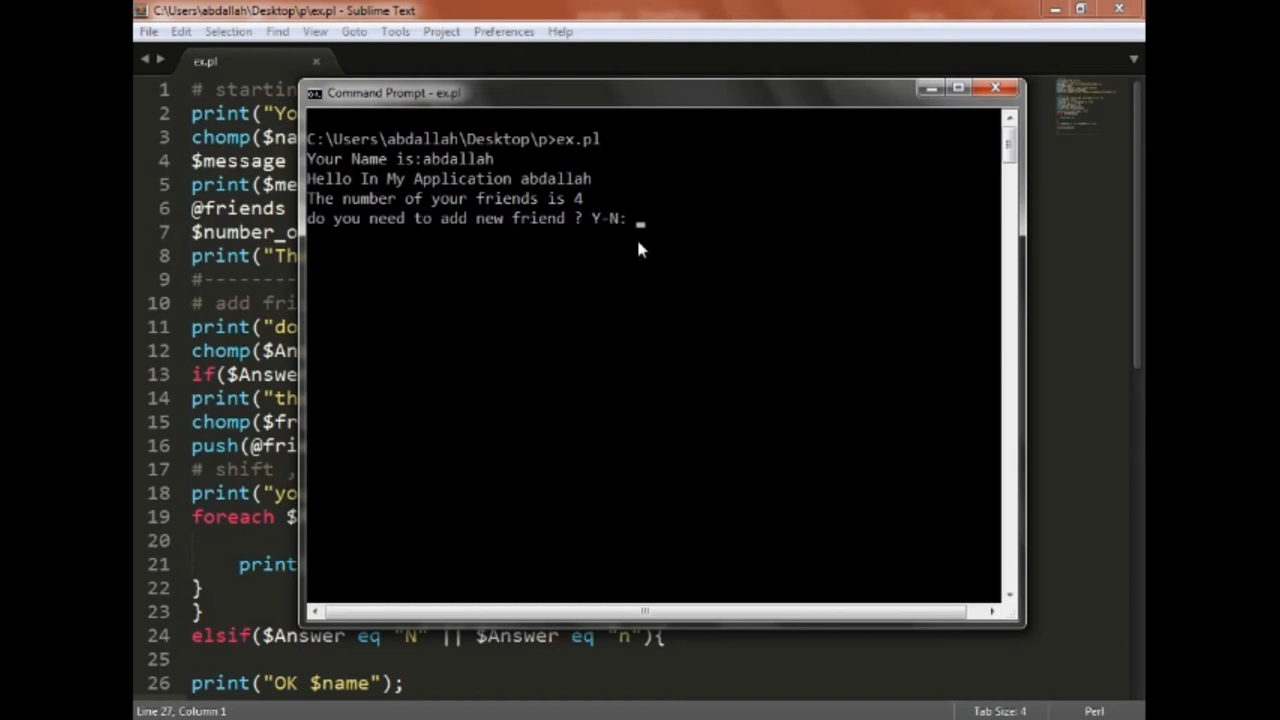 C:\Users\abdallah\Desktop\p\ex.pl - Sublime Text
File Edit Selection Find View Goto Tools Project Preferences Help
ex.pl
Command Prompt - ex.pl
C:\Users\abdallah\Desktop\p>ex.pl
Your Name is:abdallah
Hello In My Application abdallah
The number of your friends is 4
do you need to add new friend ? Y-N:
1 # startin
2 print("Yo
3 chomp($na
4 $message
5 print($me
6 @friends
7 $number_o
8 print("Th
9 #--------
10 # add fri
11 print("do
12 chomp($An
13 if($Answe
14 print("th
15 chomp($fr
16 push(@fri
17 # shift ,
18 print("yo
19 foreach $
20
21 print
22 }
23 }
24 elsif($Answer eq "N" || $Answer eq "n"){
25
26 print("OK $name");
Line 27, Column 1 Tab Size: 4 Perl